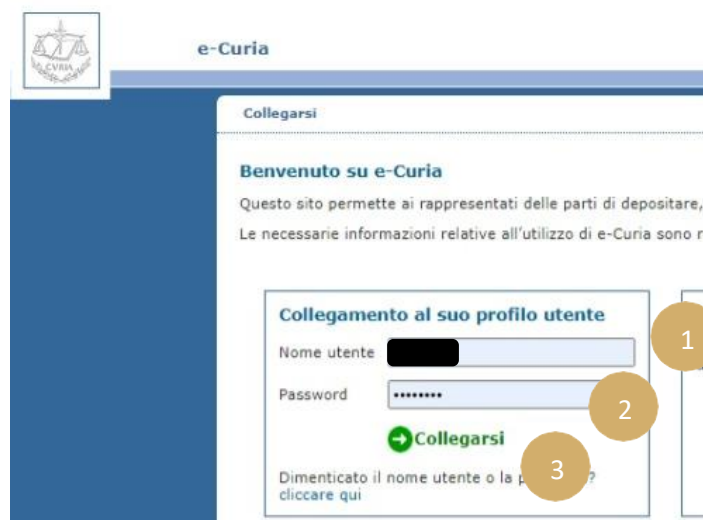 CVRIA
e-Curia
Collegarsi
Benvenuto su e-Curia
Questo sito permette ai rappresentati delle parti di depositare,
Le necessarie informazioni relative all'utilizzo di e-Curia sono
Collegamento al suo profilo utente
Nome utente
1
Password ••••••••
2
Collegarsi
3
Dimenticato il nome utente o la ?
cliccare qui